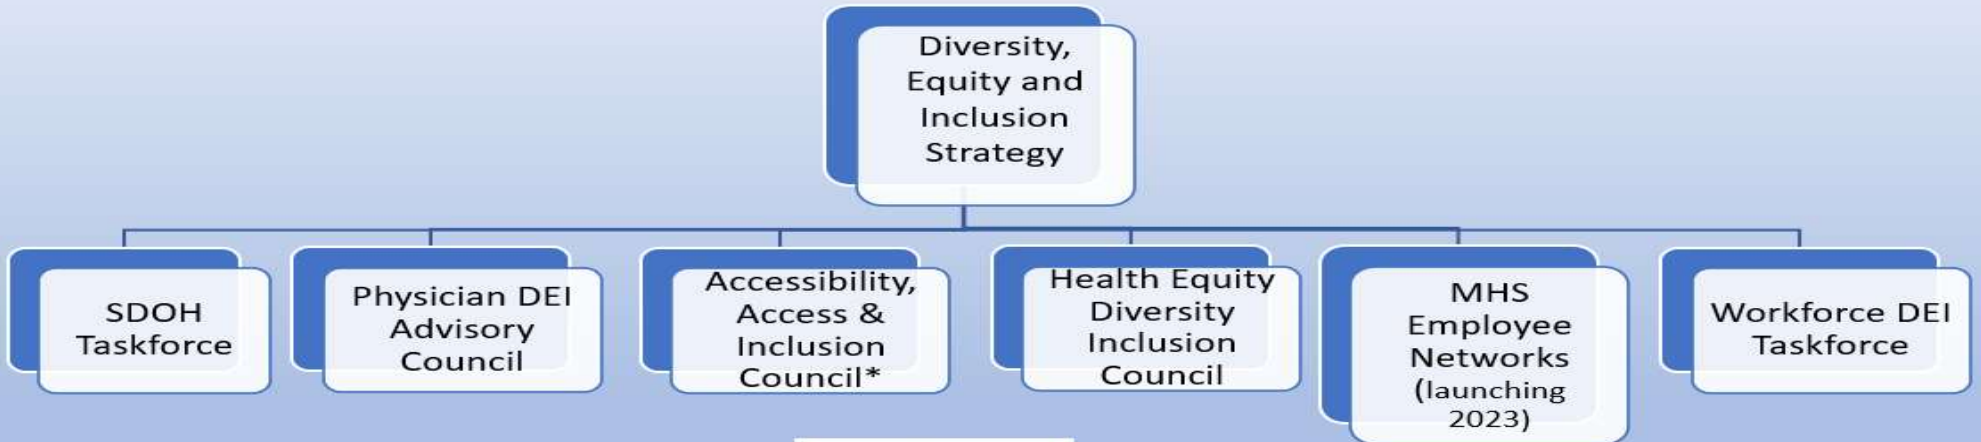 Diversity,
Equity and
Inclusion
Strategy
SDOH
Taskforce
Physician DEI
Advisory
Council
Accessibility,
Access &
Inclusion
Council*
Health Equity
Diversity
Inclusion
Council
MHS
Employee
Networks
(launching
2023)
Workforce DEI
Taskforce